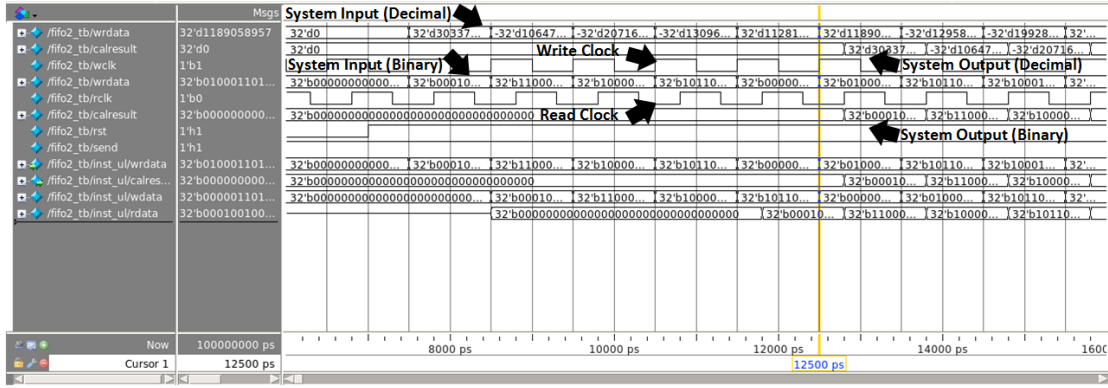 Msgs
System Input (Decimal)
/fifo2_tb/wrdata 32'd1189058957 32'd0 32'd30337... -32'd10647... -32'd20716... -32'd13096... 32'd11281... 32'd11890... -32'd12958... -32'd19928... 32'...
/fifo2_tb/calresult 32'd0 32'd0 32'd30337... -32'd10647... -32'd20716...
Write Clock
/fifo2_tb/wclk 1'b1
System Input (Binary) System Output (Decimal)
/fifo2_tb/wrdata 32'b010001101... 32'b0000000000... 32'b00010... 32'b11000... 32'b10000... 32'b10110... 32'b00000... 32'b01000... 32'b10110... 32'b10001... 32'...
/fifo2_tb/rclk 1'b0
/fifo2_tb/calresult 32'b000000000... 32'b00000000000000000000000000000000 Read Clock 32'b00010... 32'b11000... 32'b10000...
/fifo2_tb/rst 1'h1
System Output (Binary)
/fifo2_tb/send 1'h1
/fifo2_tb/inst_ul/wrdata 32'b010001101... 32'b0000000000... 32'b00010... 32'b11000... 32'b10000... 32'b10110... 32'b00000... 32'b01000... 32'b10110... 32'b10001... 32'...
/fifo2_tb/inst_ul/calres... 32'b000000000... 32'b00000000000000000000000000000000 32'b00010... 32'b11000... 32'b10000...
/fifo2_tb/inst_ul/wdata 32'b000001101... 32'b0000000000000000000... 32'b00010... 32'b11000... 32'b10000... 32'b10110... 32'b00000... 32'b01000... 32'b10110... 32'...
/fifo2_tb/inst_ul/rdata 32'b000100100... 32'b00000000000000000000000000000000 32'b00010... 32'b11000... 32'b10000... 32'b10110...
Now 100000000 ps 8000 ps 10000 ps 12000 ps 14000 ps 1600
Cursor 1 12500 ps 12500 ps